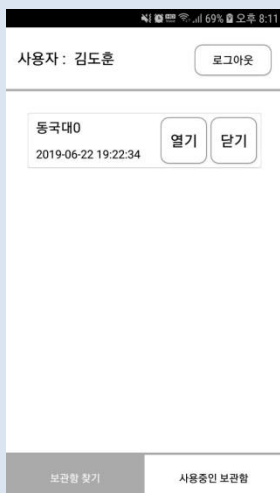 69% 오후 8:11
사용자 : 김도훈
로그아웃
동국대0
열기
닫기
2019-06-22 19:22:34
보관함 찾기
사용중인 보관함